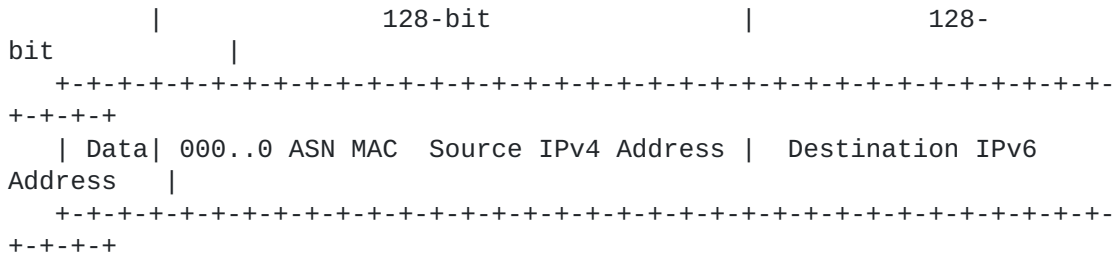 |              128-bit                |           128-
bit              |
   +-+-+-+-+-+-+-+-+-+-+-+-+-+-+-+-+-+-+-+-+-+-+-+-+-+-+-+-+-+-+-+-+-+-
+-+-+-+
   | Data| 000..0 ASN MAC  Source IPv4 Address |  Destination IPv6
Address   |
   +-+-+-+-+-+-+-+-+-+-+-+-+-+-+-+-+-+-+-+-+-+-+-+-+-+-+-+-+-+-+-+-+-+-
+-+-+-+